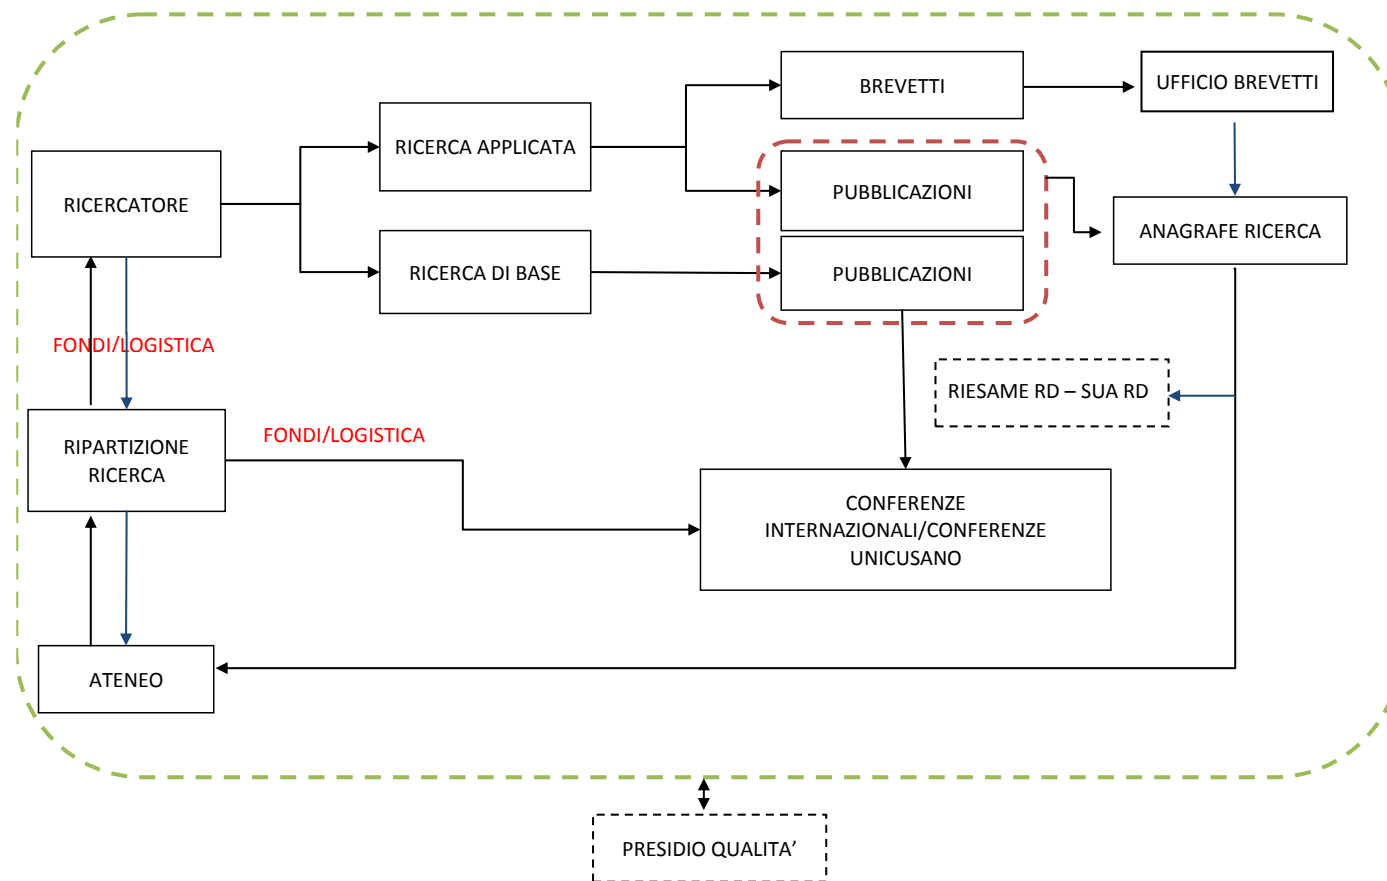 BREVETTI
UFFICIO BREVETTI
RICERCA APPLICATA
PUBBLICAZIONI
RICERCATORE
ANAGRAFE RICERCA
RICERCA DI BASE
PUBBLICAZIONI
FONDI/LOGISTICA
RIESAME RD – SUA RD
FONDI/LOGISTICA
RIPARTIZIONE
RICERCA
CONFERENZE
INTERNAZIONALI/CONFERENZE
UNICUSANO
ATENEO
PRESIDIO QUALITA’